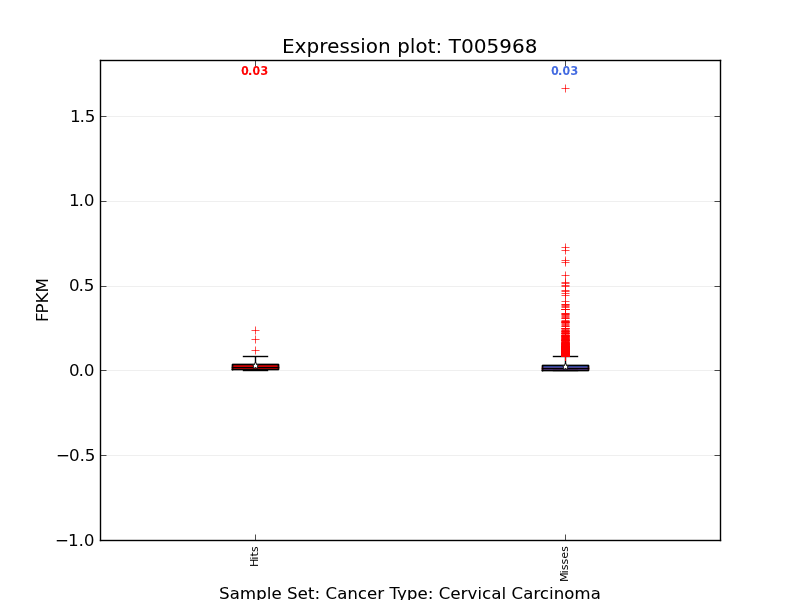 Expression plot: T005968
0.03
0.03
1.5
1.0
0.5
0.0
−0.5
−1.0
FPKM
Hits
Misses
Sample Set: Cancer Type: Cervical Carcinoma